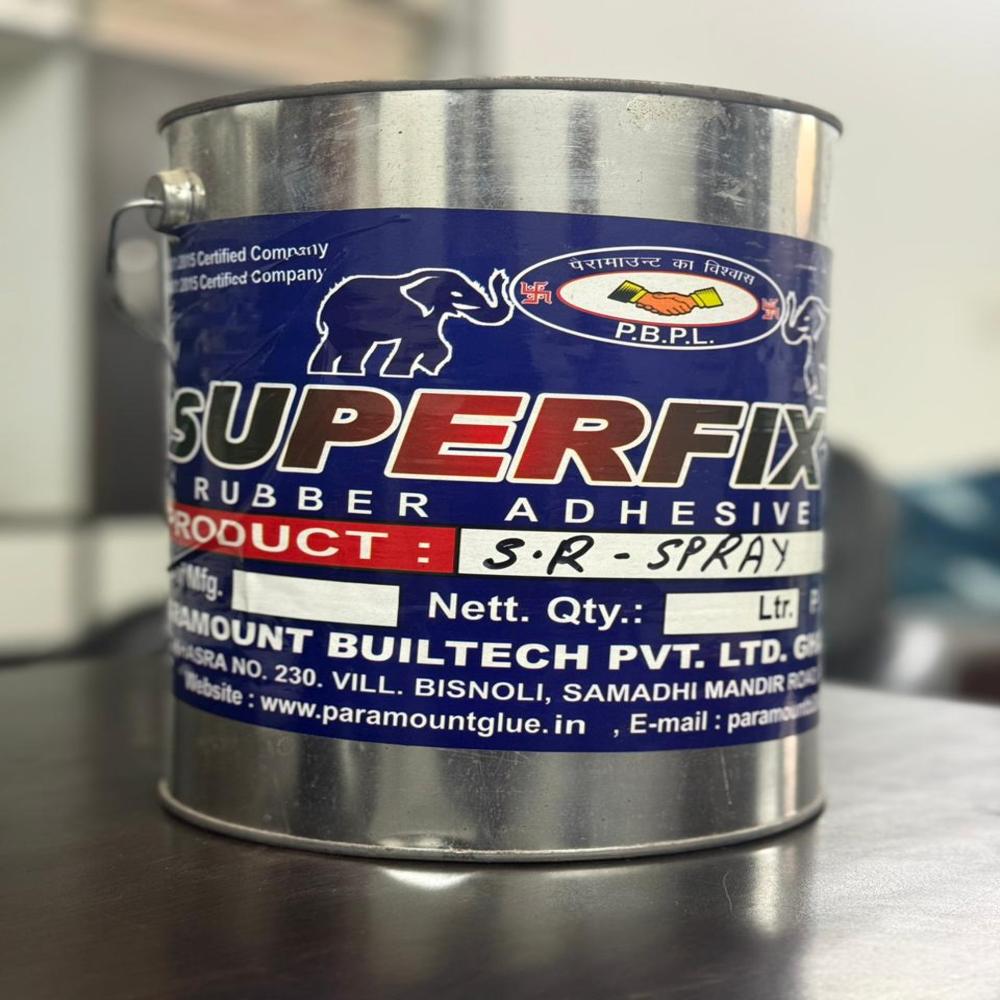 :2015 Certified Company
:2015 Certified Company
पैरामाउन्ट का विश्वास
P.B.P.L.
SUPERFIX
RUBBER ADHESIVE
PRODUCT : S.R - SPRAY
Mfg. Nett. Qty.: Ltr.
PARAMOUNT BUILTECH PVT. LTD.
KHASRA NO. 230. VILL. BISNOLI, SAMADHI MANDIR ROAD
Website : www.paramountglue.in , E-mail :